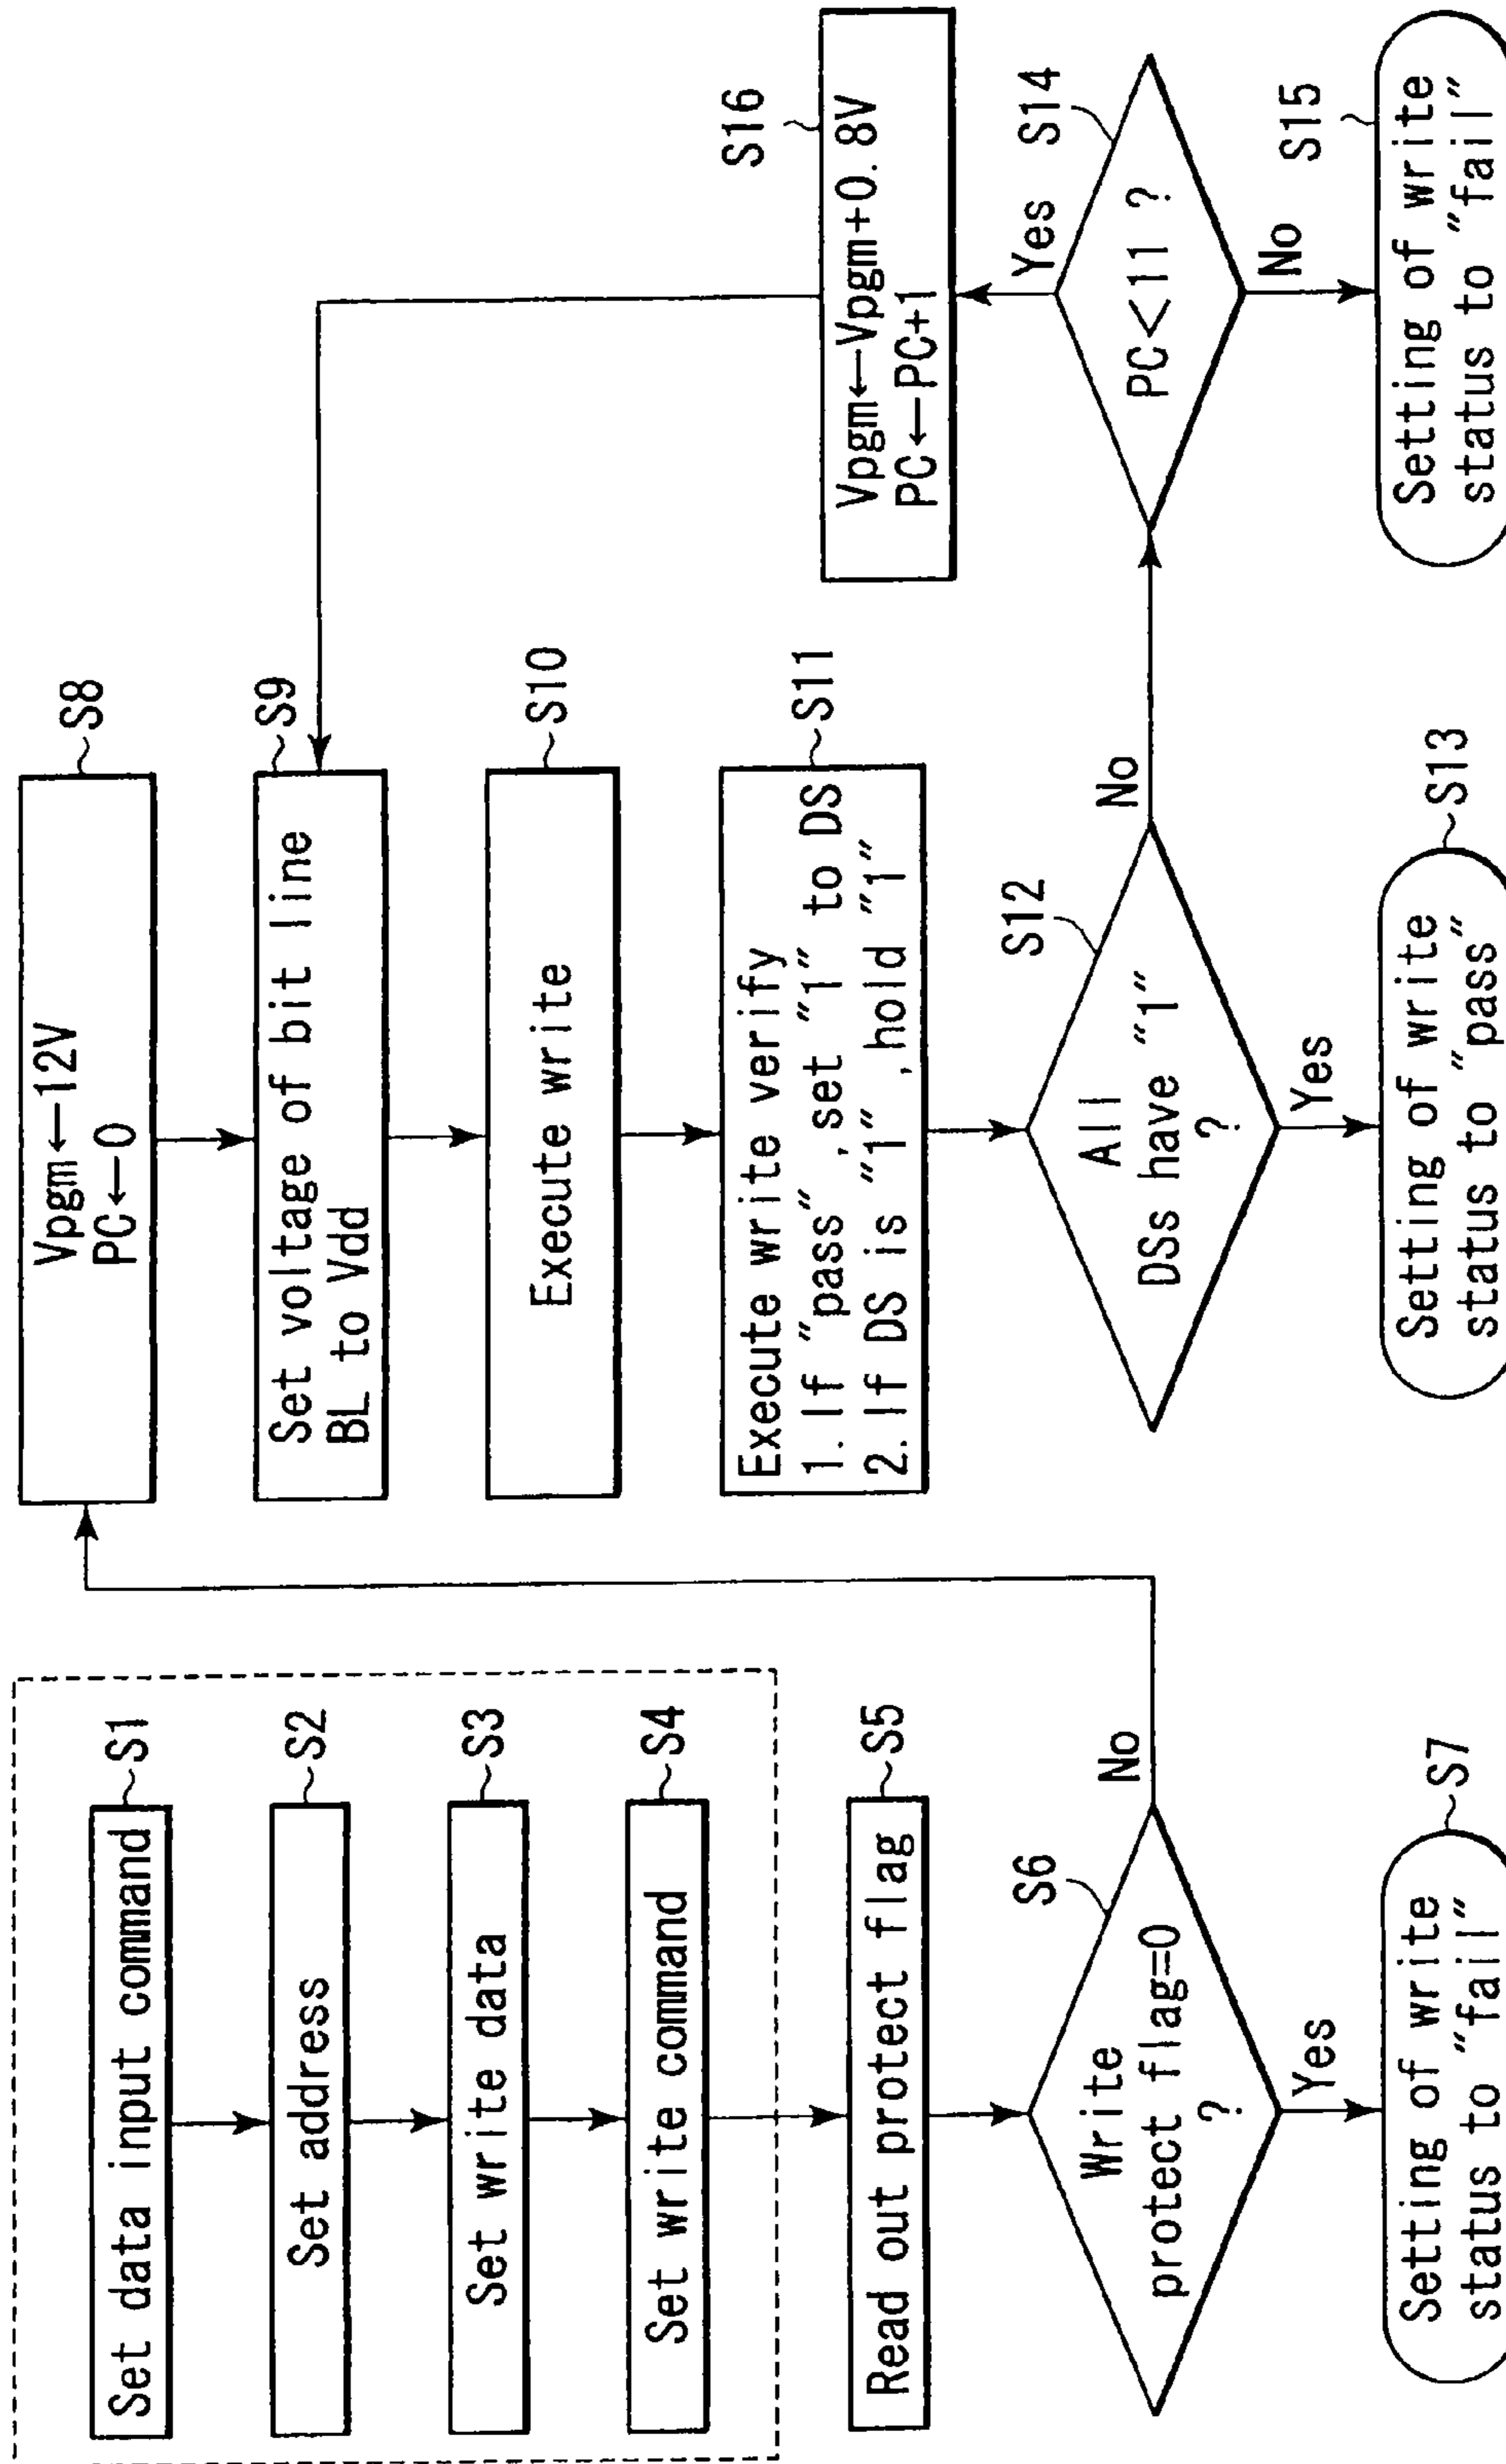 Set data input command
S1
Set address
S2
Set write data
S3
Set write command
S4
Read out protect flag
S5
S6
Write
protect flag=0
?
No
Yes
Setting of write
status to "fail"
S7
Vpgm←12V
PC←0
S8
Set voltage of bit line
BL to Vdd
S9
Execute write
S10
Execute write verify
1. If "pass", set "1" to DS
2. If DS is "1", hold "1"
S11
S12
All
DSs have "1"
?
No
Yes
Setting of write
status to "pass"
S13
S16
Vpgm←Vpgm+0.8V
PC←PC+1
Yes
S14
PC<11 ?
No
S15
Setting of write
status to "fail"